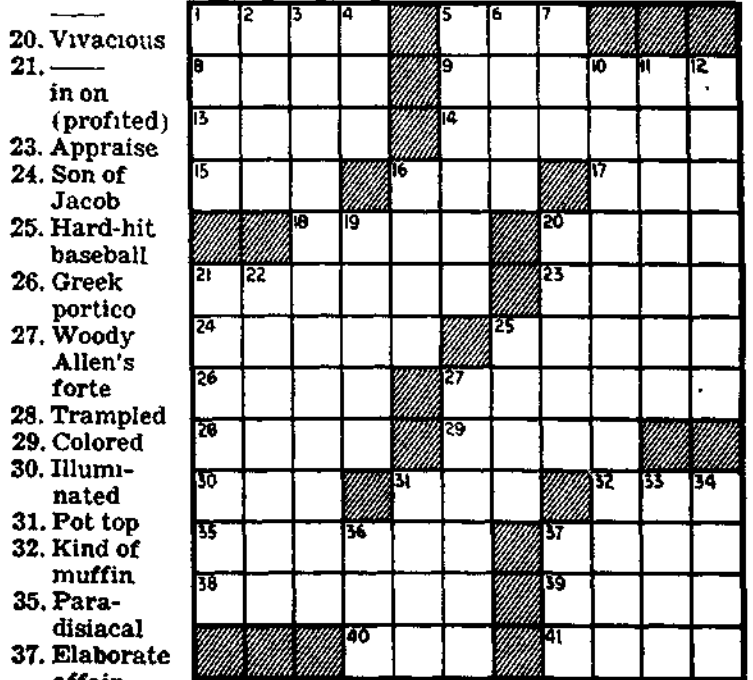 20. Vivacious
21. ——
in on
(profited)
23. Appraise
24. Son of
Jacob
25. Hard-hit
baseball
26. Greek
portico
27. Woody
Allen's
forte
28. Trampled
29. Colored
30. Illumi-
nated
31. Pot top
32. Kind of
muffin
35. Para-
disiacal
37. Elaborate
affair
1 2 3 4 5 6 7
8 9 10 11 12
13 14
15 16 17
18 19 20
21 22 23
24 25
26 27
28 29
30 31 32 33 34
35 36 37
38 39
40 41